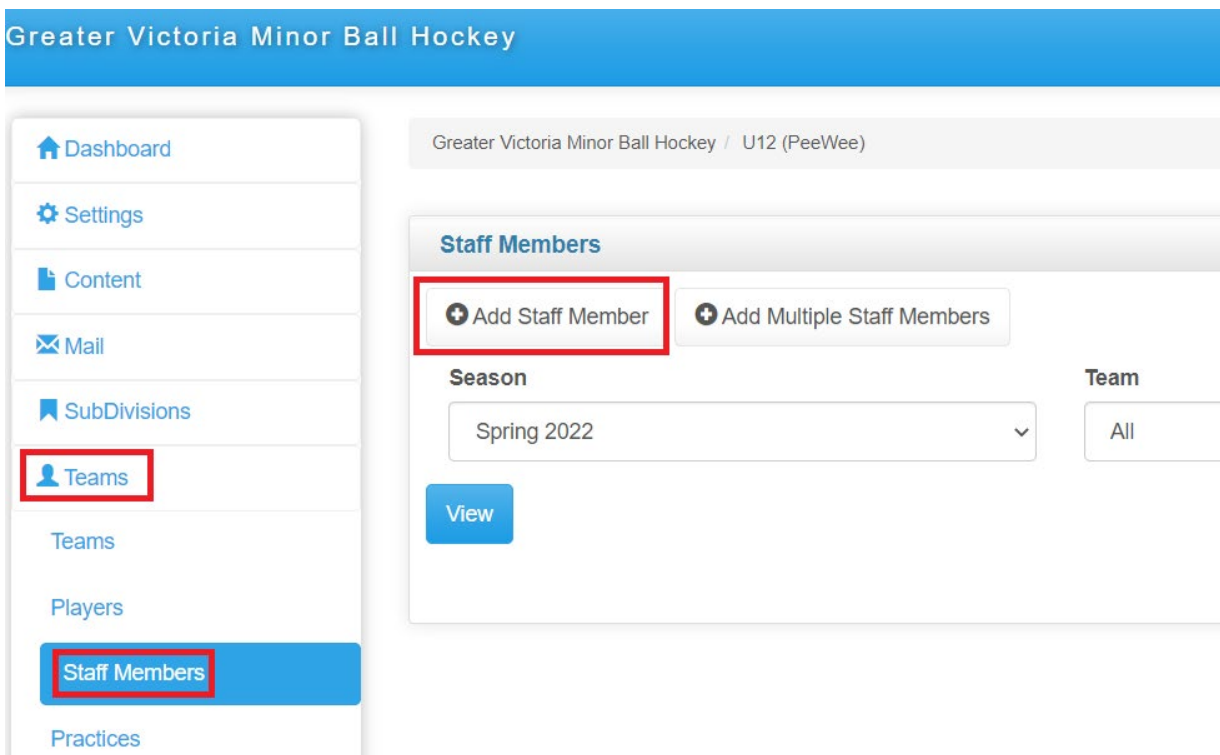 Greater Victoria Minor Ball Hockey
Dashboard
Settings
Content
Mail
SubDivisions
Teams
Teams
Players
Staff Members
Practices
Greater Victoria Minor Ball Hockey / U12 (PeeWee)
Staff Members
Add Staff Member Add Multiple Staff Members
Season Team
Spring 2022 All
View